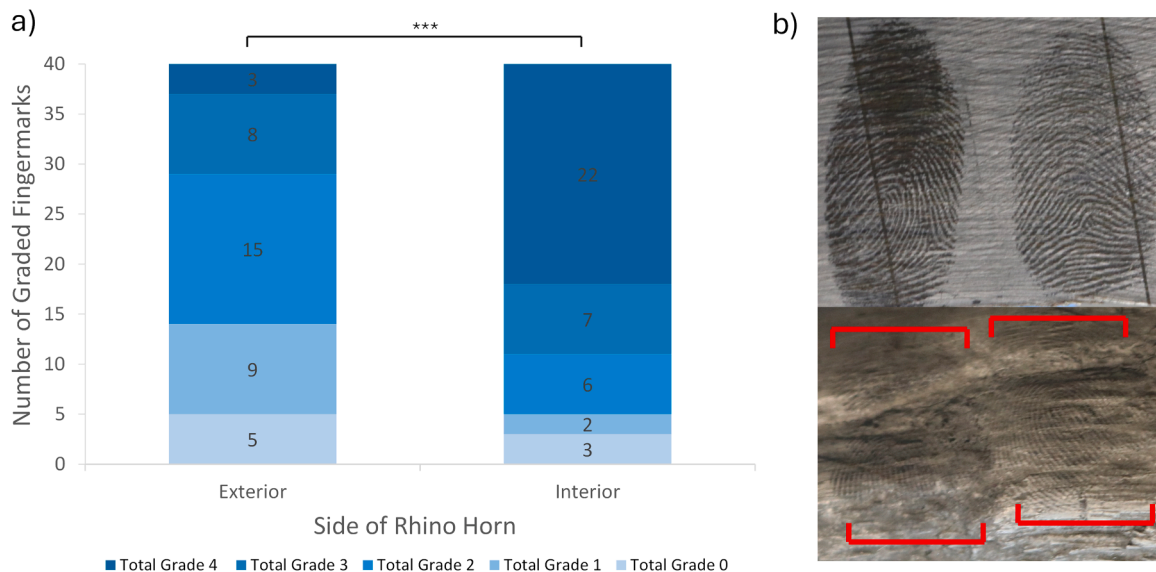 a)
***
b)
Number of Graded Fingermarks
40
35
30
25
20
15
10
5
0
3
8
15
9
5
22
7
6
2
3
Exterior
Interior
Side of Rhino Horn
Total Grade 4 Total Grade 3 Total Grade 2 Total Grade 1 Total Grade 0